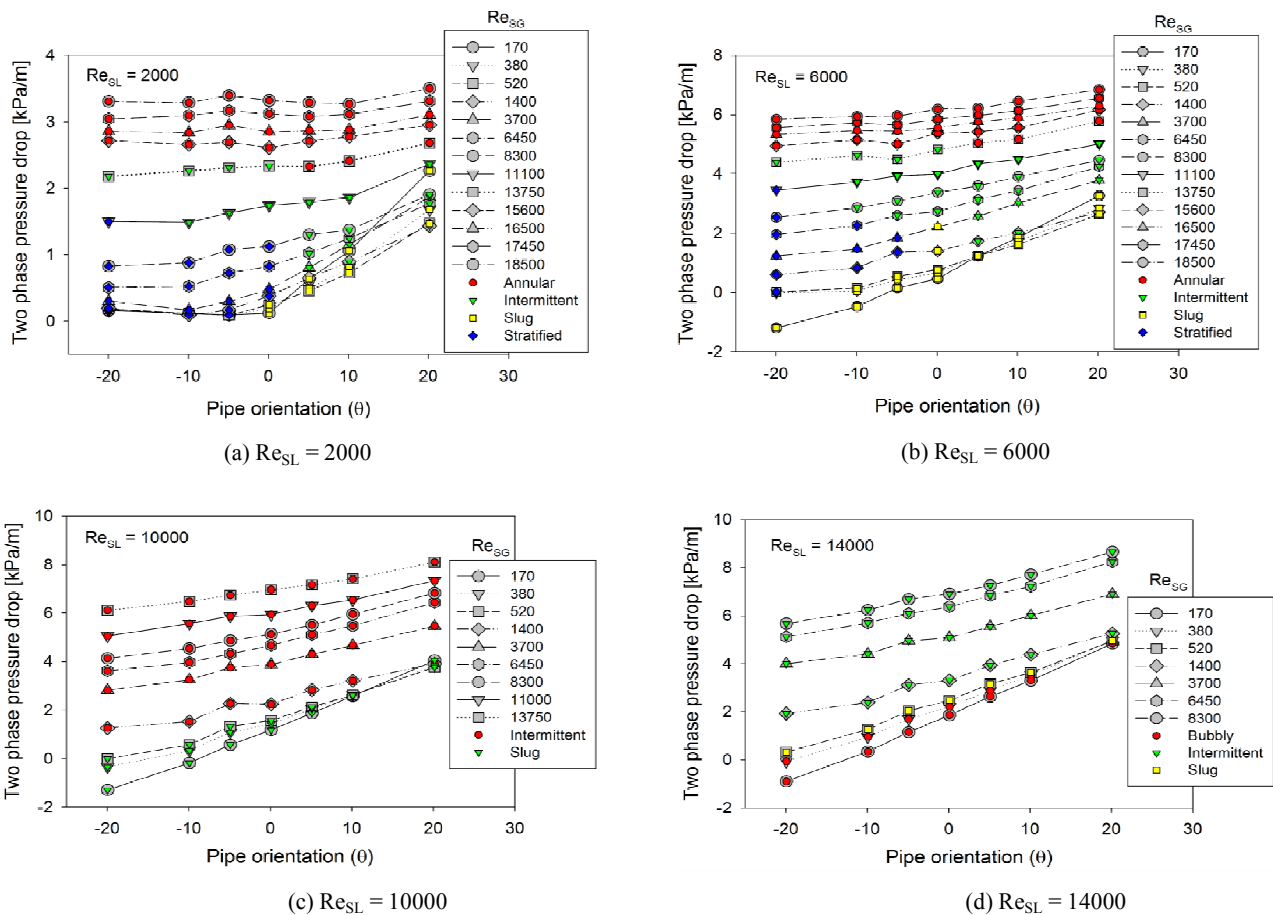 Two phase pressure drop [kPa/m]
4
3
2
1
0
-20
-10
0
10
20
30
Pipe orientation (θ)
Re_SL = 2000
Re_SG
170
380
520
1400
3700
6450
8300
11100
13750
15600
16500
17450
18500
Annular
Intermittent
Slug
Stratified
(a) Re_SL = 2000
Two phase pressure drop [kPa/m]
8
6
4
2
0
-2
-20
-10
0
10
20
30
Pipe orientation (θ)
Re_SL = 6000
Re_SG
170
380
520
1400
3700
6450
8300
11100
13750
15600
16500
17450
18500
Annular
Intermittent
Slug
Stratified
(b) Re_SL = 6000
Two phase pressure drop [kPa/m]
10
8
6
4
2
0
-2
-20
-10
0
10
20
30
Pipe orientation (θ)
Re_SL = 10000
Re_SG
170
380
520
1400
3700
6450
8300
11000
13750
Intermittent
Slug
(c) Re_SL = 10000
Two phase pressure drop [kPa/m]
10
8
6
4
2
0
-2
-20
-10
0
10
20
30
Pipe orientation (θ)
Re_SL = 14000
Re_SG
170
380
520
1400
3700
6450
8300
Bubbly
Intermittent
Slug
(d) Re_SL = 14000